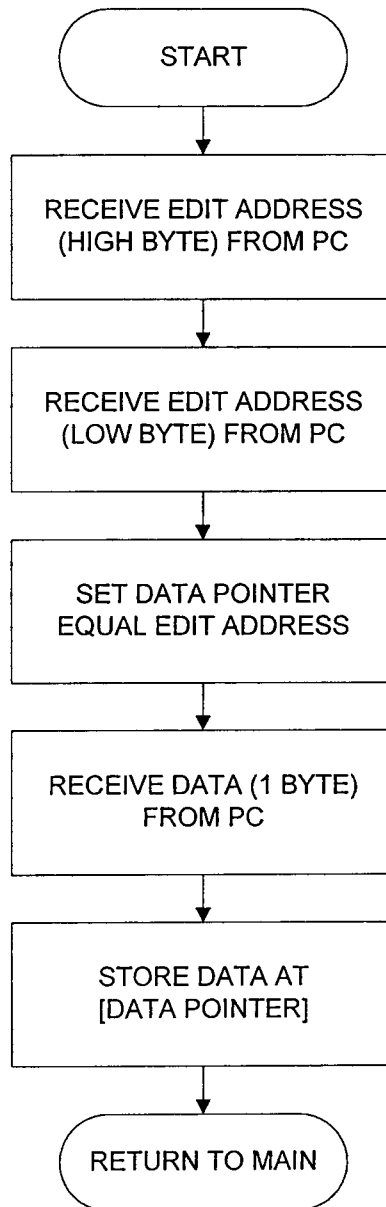 START
RECEIVE EDIT ADDRESS
(HIGH BYTE) FROM PC
RECEIVE EDIT ADDRESS
(LOW BYTE) FROM PC
SET DATA POINTER
EQUAL EDIT ADDRESS
RECEIVE DATA (1 BYTE)
FROM PC
STORE DATA AT
[DATA POINTER]
RETURN TO MAIN